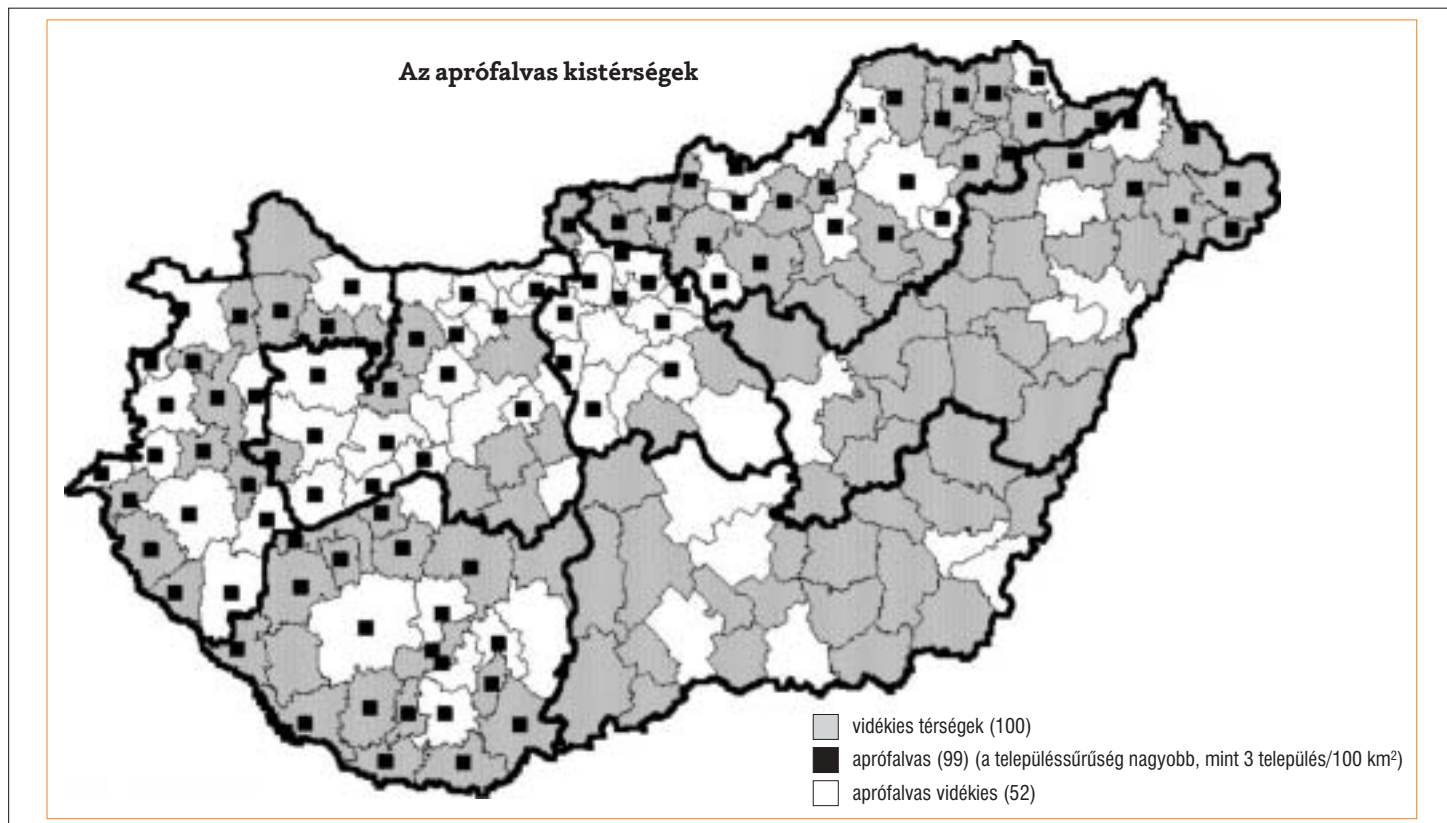 Az aprófalvas kistérségek
vidékies térségek (100)
aprófalvas (99) (a településsűrűség nagyobb, mint 3 település/100 km²)
aprófalvas vidékies (52)